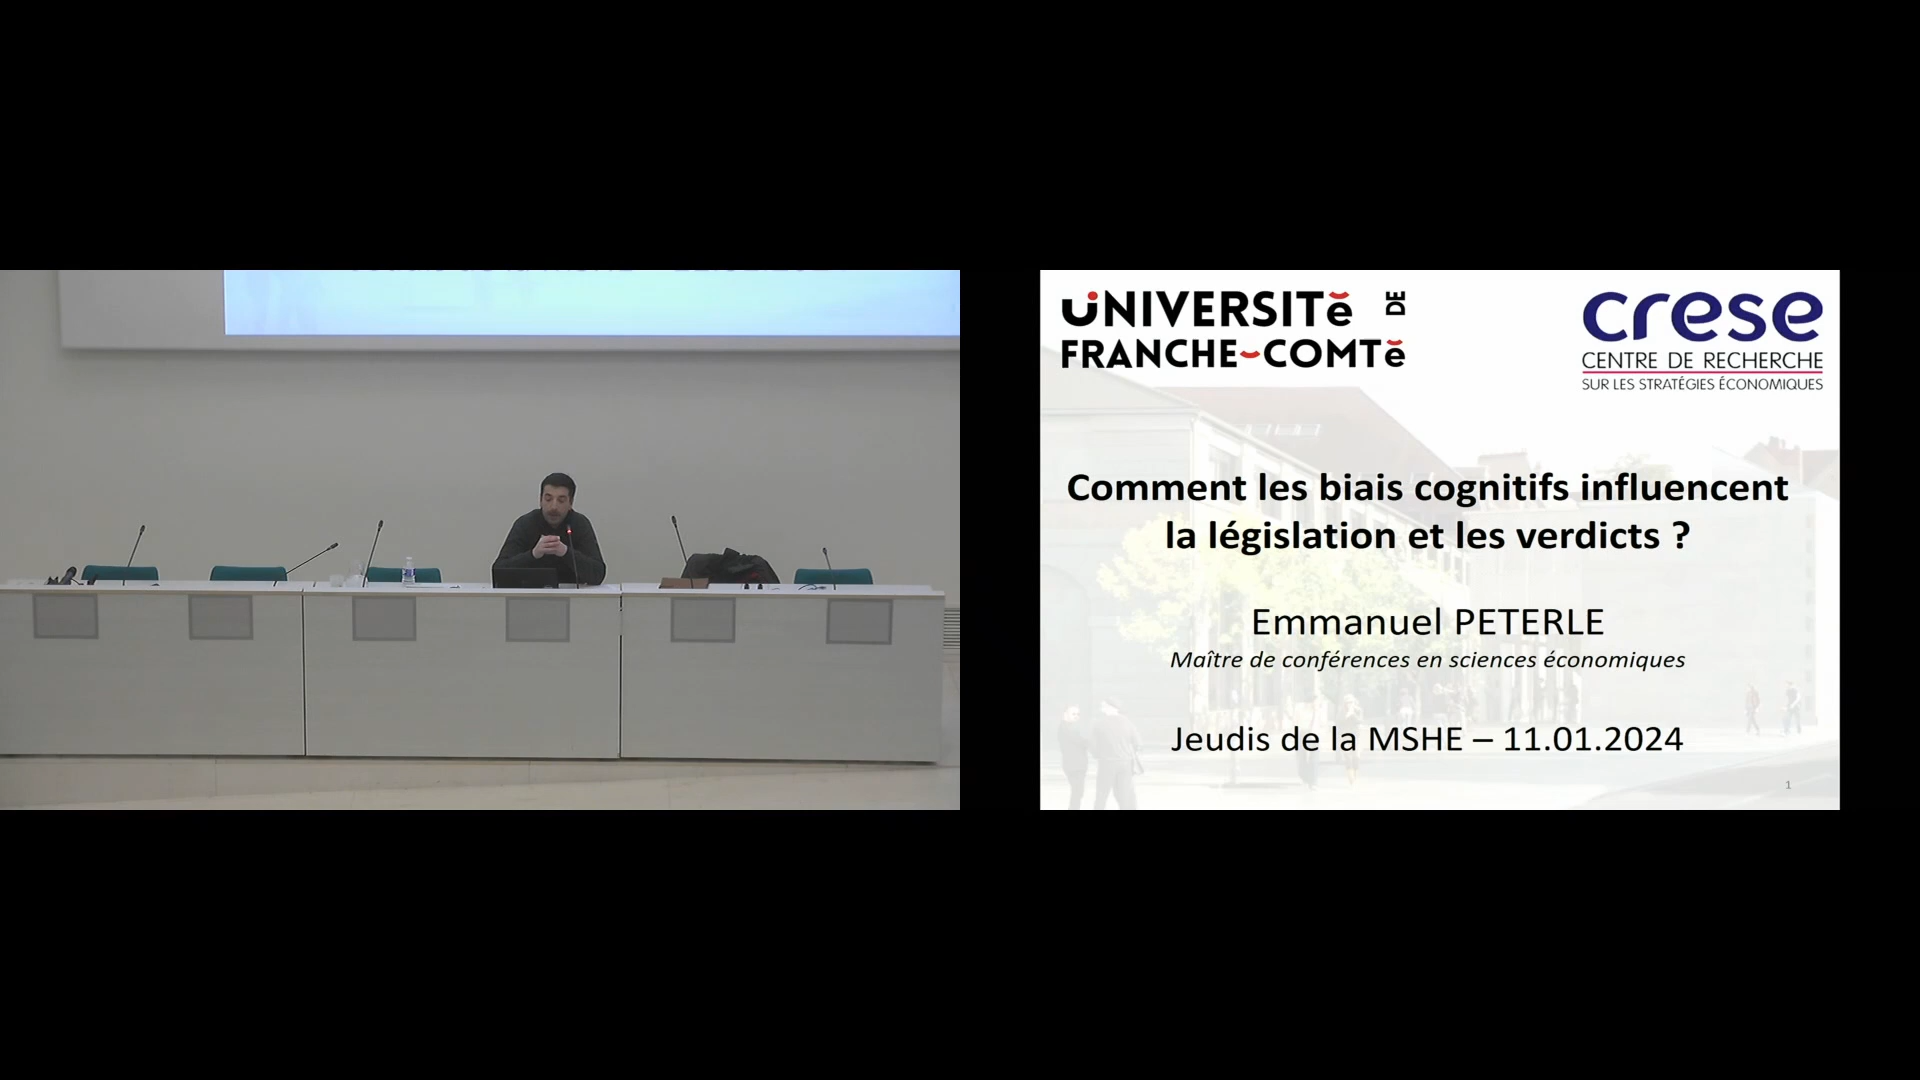 UNIVERSITé DE
FRANCHE-COMTé
crese
CENTRE DE RECHERCHE
SUR LES STRATÉGIES ÉCONOMIQUES
Comment les biais cognitifs influencent
la législation et les verdicts ?
Emmanuel PETERLE
Maître de conférences en sciences économiques
Jeudis de la MSHE – 11.01.2024
1